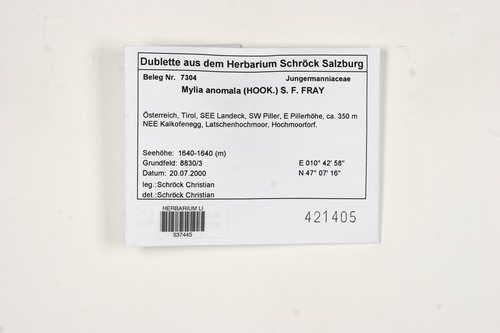 Dublette aus dem Herbarium Schröck Salzburg
Beleg Nr. 7304 Jungermanniaceae
Mylia anomala (HOOK.) S. F. FRAY
Österreich, Tirol, SEE Landeck, SW Piller, E Pillerhöhe, ca. 350 m
NEE Kalkofenegg, Latschenhochmoor, Hochmoortorf.
Seehöhe: 1640-1640 (m)
Grundfeld: 8830/3 E 010° 42' 58"
Datum: 20.07.2000 N 47° 07' 16"
leg.: Schröck Christian
det.: Schröck Christian
HERBARIUM LI
537445
421405